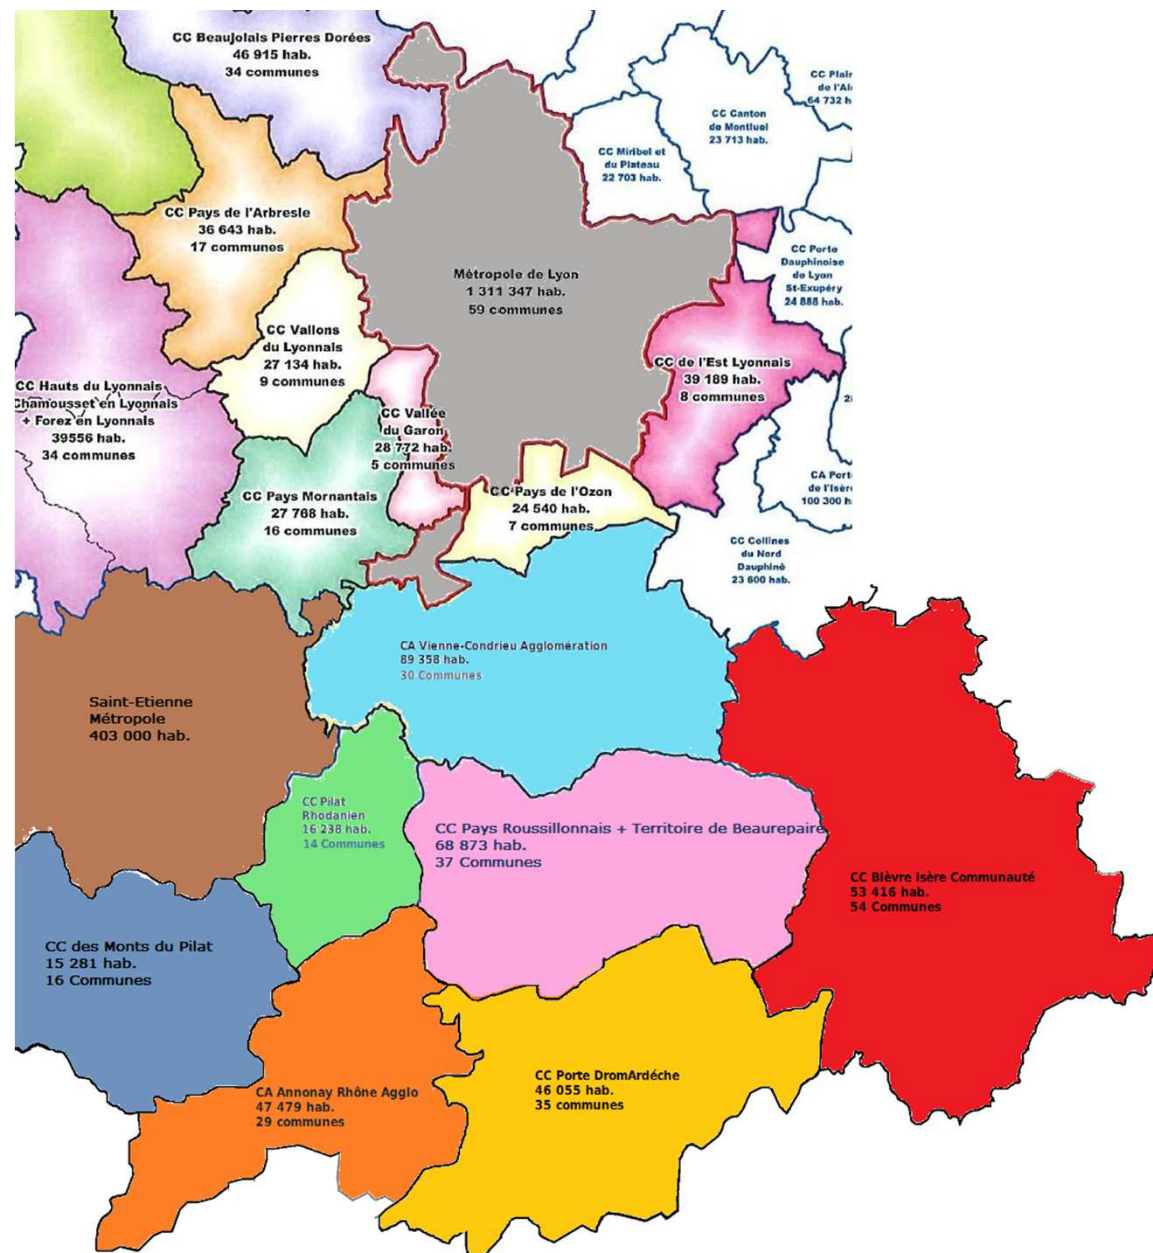 CC Beaujolais Pierres Dorées
46 915 hab.
34 communes
CC Canton
de Montluel
23 713 hab.
CC Miribel et
du Plateau
22 703 hab.
CC Pays de l'Arbresle
36 643 hab.
17 communes
Métropole de Lyon
1 311 347 hab.
59 communes
CC Porte
Dauphinoise
de Lyon
St-Exupéry
24 888 hab.
CC Vallons
du Lyonnais
27 134 hab.
9 communes
CC de l'Est Lyonnais
39 189 hab.
8 communes
CC Hauts du Lyonnais
Chamousset en Lyonnais
+ Forez en Lyonnais
39556 hab.
34 communes
CC Vallée
du Garon
28 772 hab.
5 communes
CC Pays Mornantais
27 768 hab.
16 communes
CC Pays de l'Ozon
24 540 hab.
7 communes
CA Port
de l'Isèr
100 300 h
CC Collines
du Nord
Dauphiné
23 600 hab.
CA Vienne-Condrieu Agglomération
89 358 hab.
30 Communes
Saint-Etienne
Métropole
403 000 hab.
CC Pilat
Rhodanien
16 238 hab.
14 Communes
CC Pays Roussillonnais + Territoire de Beaurepaire
68 873 hab.
37 Communes
CC Bièvre Isère Communauté
53 416 hab.
54 Communes
CC des Monts du Pilat
15 281 hab.
16 Communes
CA Annonay Rhône Agglo
47 479 hab.
29 communes
CC Porte DromArdéche
46 055 hab.
35 communes